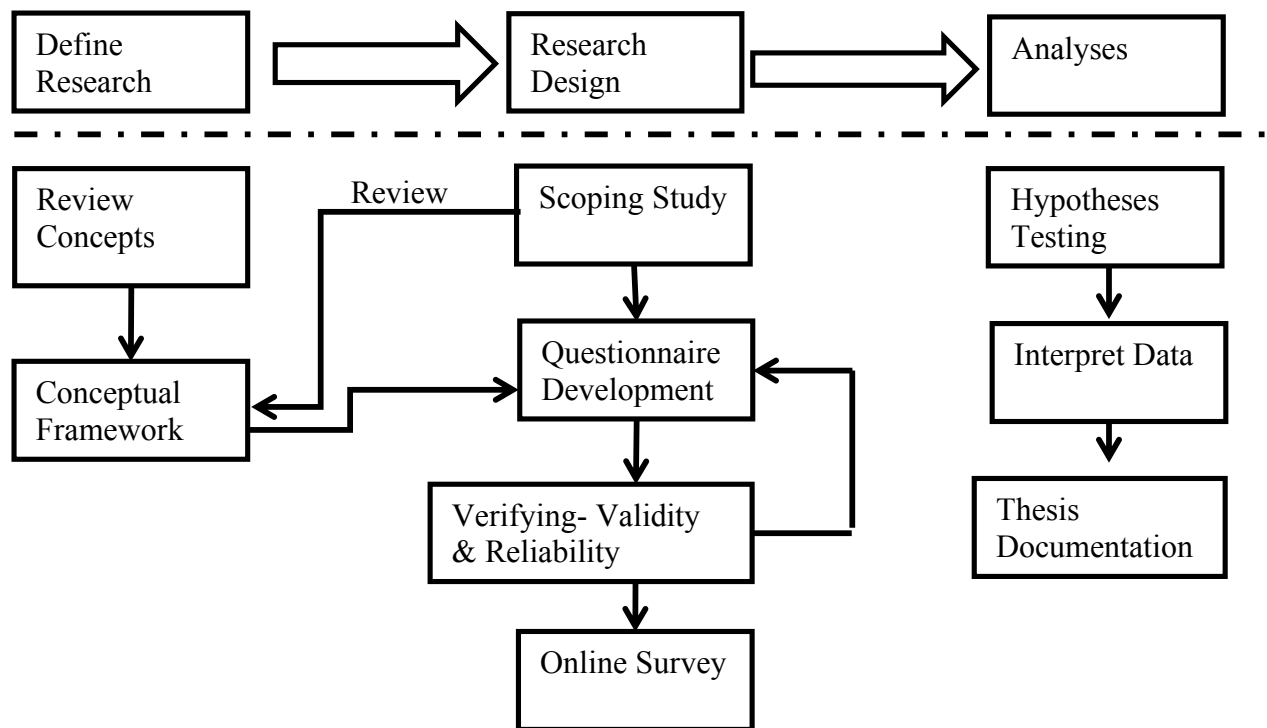 Define
Research
Research
Design
Analyses
Review
Concepts
Review
Scoping Study
Hypotheses
Testing
Conceptual
Framework
Questionnaire
Development
Interpret Data
Verifying- Validity
& Reliability
Thesis
Documentation
Online Survey